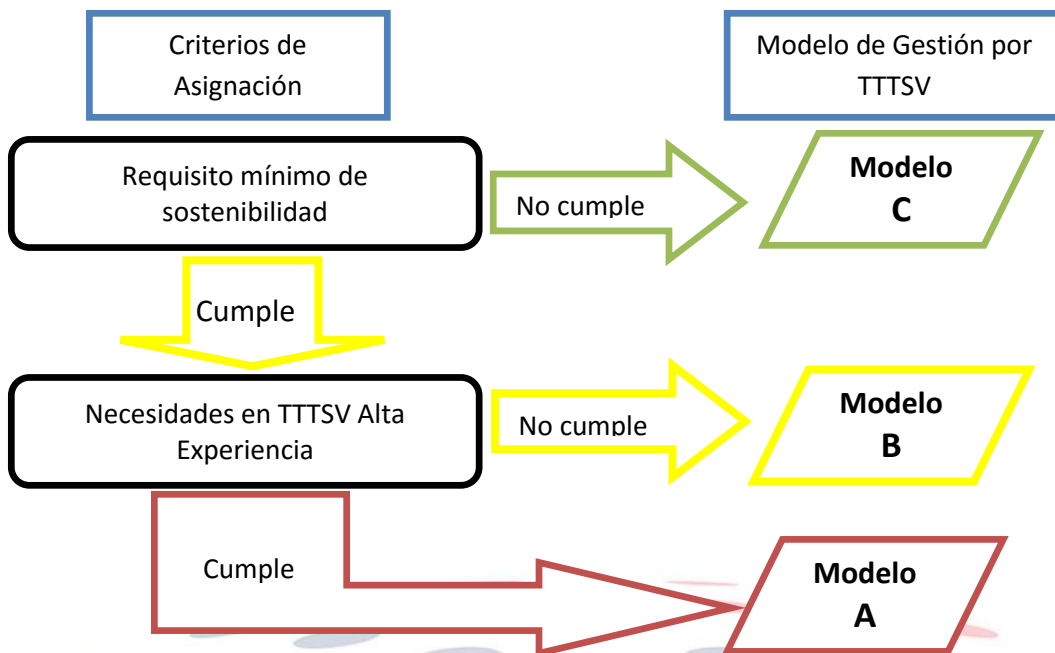 Criterios de
Asignación
Modelo de Gestión por
TTTSV
Requisito mínimo de
sostenibilidad
No cumple
Modelo
C
Cumple
Necesidades en TTTSV Alta
Experiencia
No cumple
Modelo
B
Cumple
Modelo
A